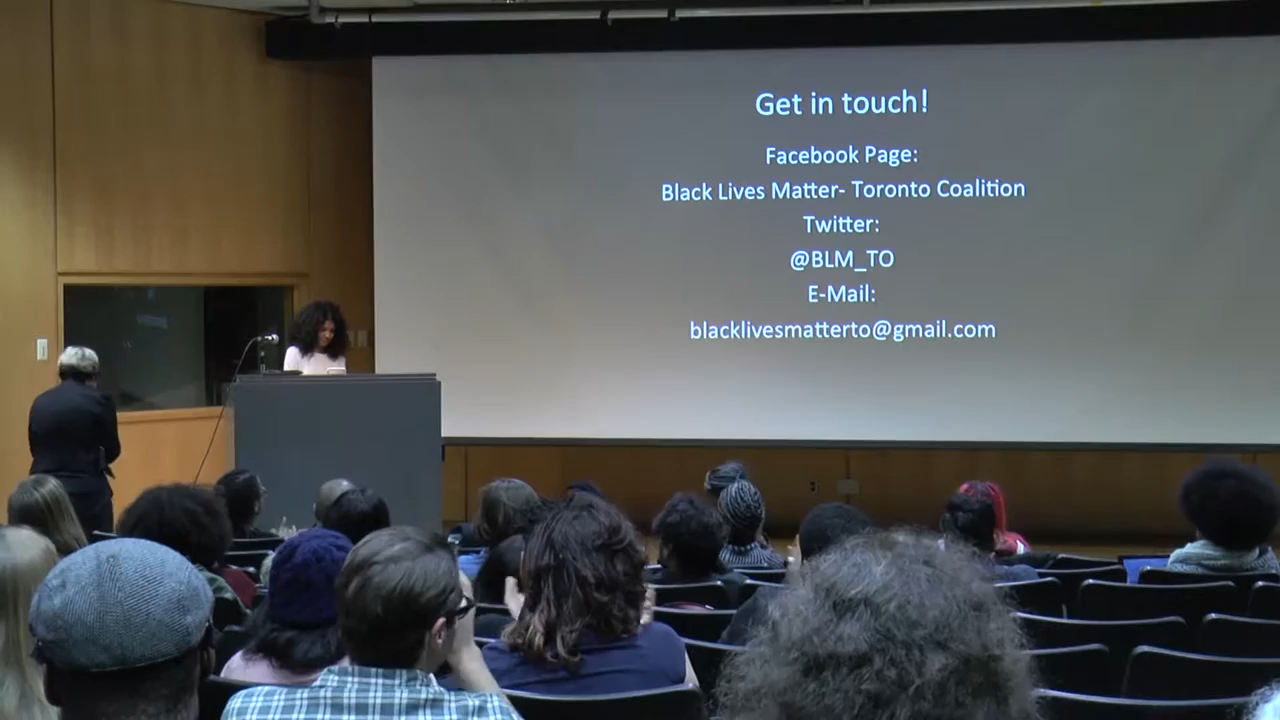 Get in touch!
Facebook Page:
Black Lives Matter- Toronto Coalition
Twitter:
@BLM_TO
E-Mail:
blacklivesmatterto@gmail.com